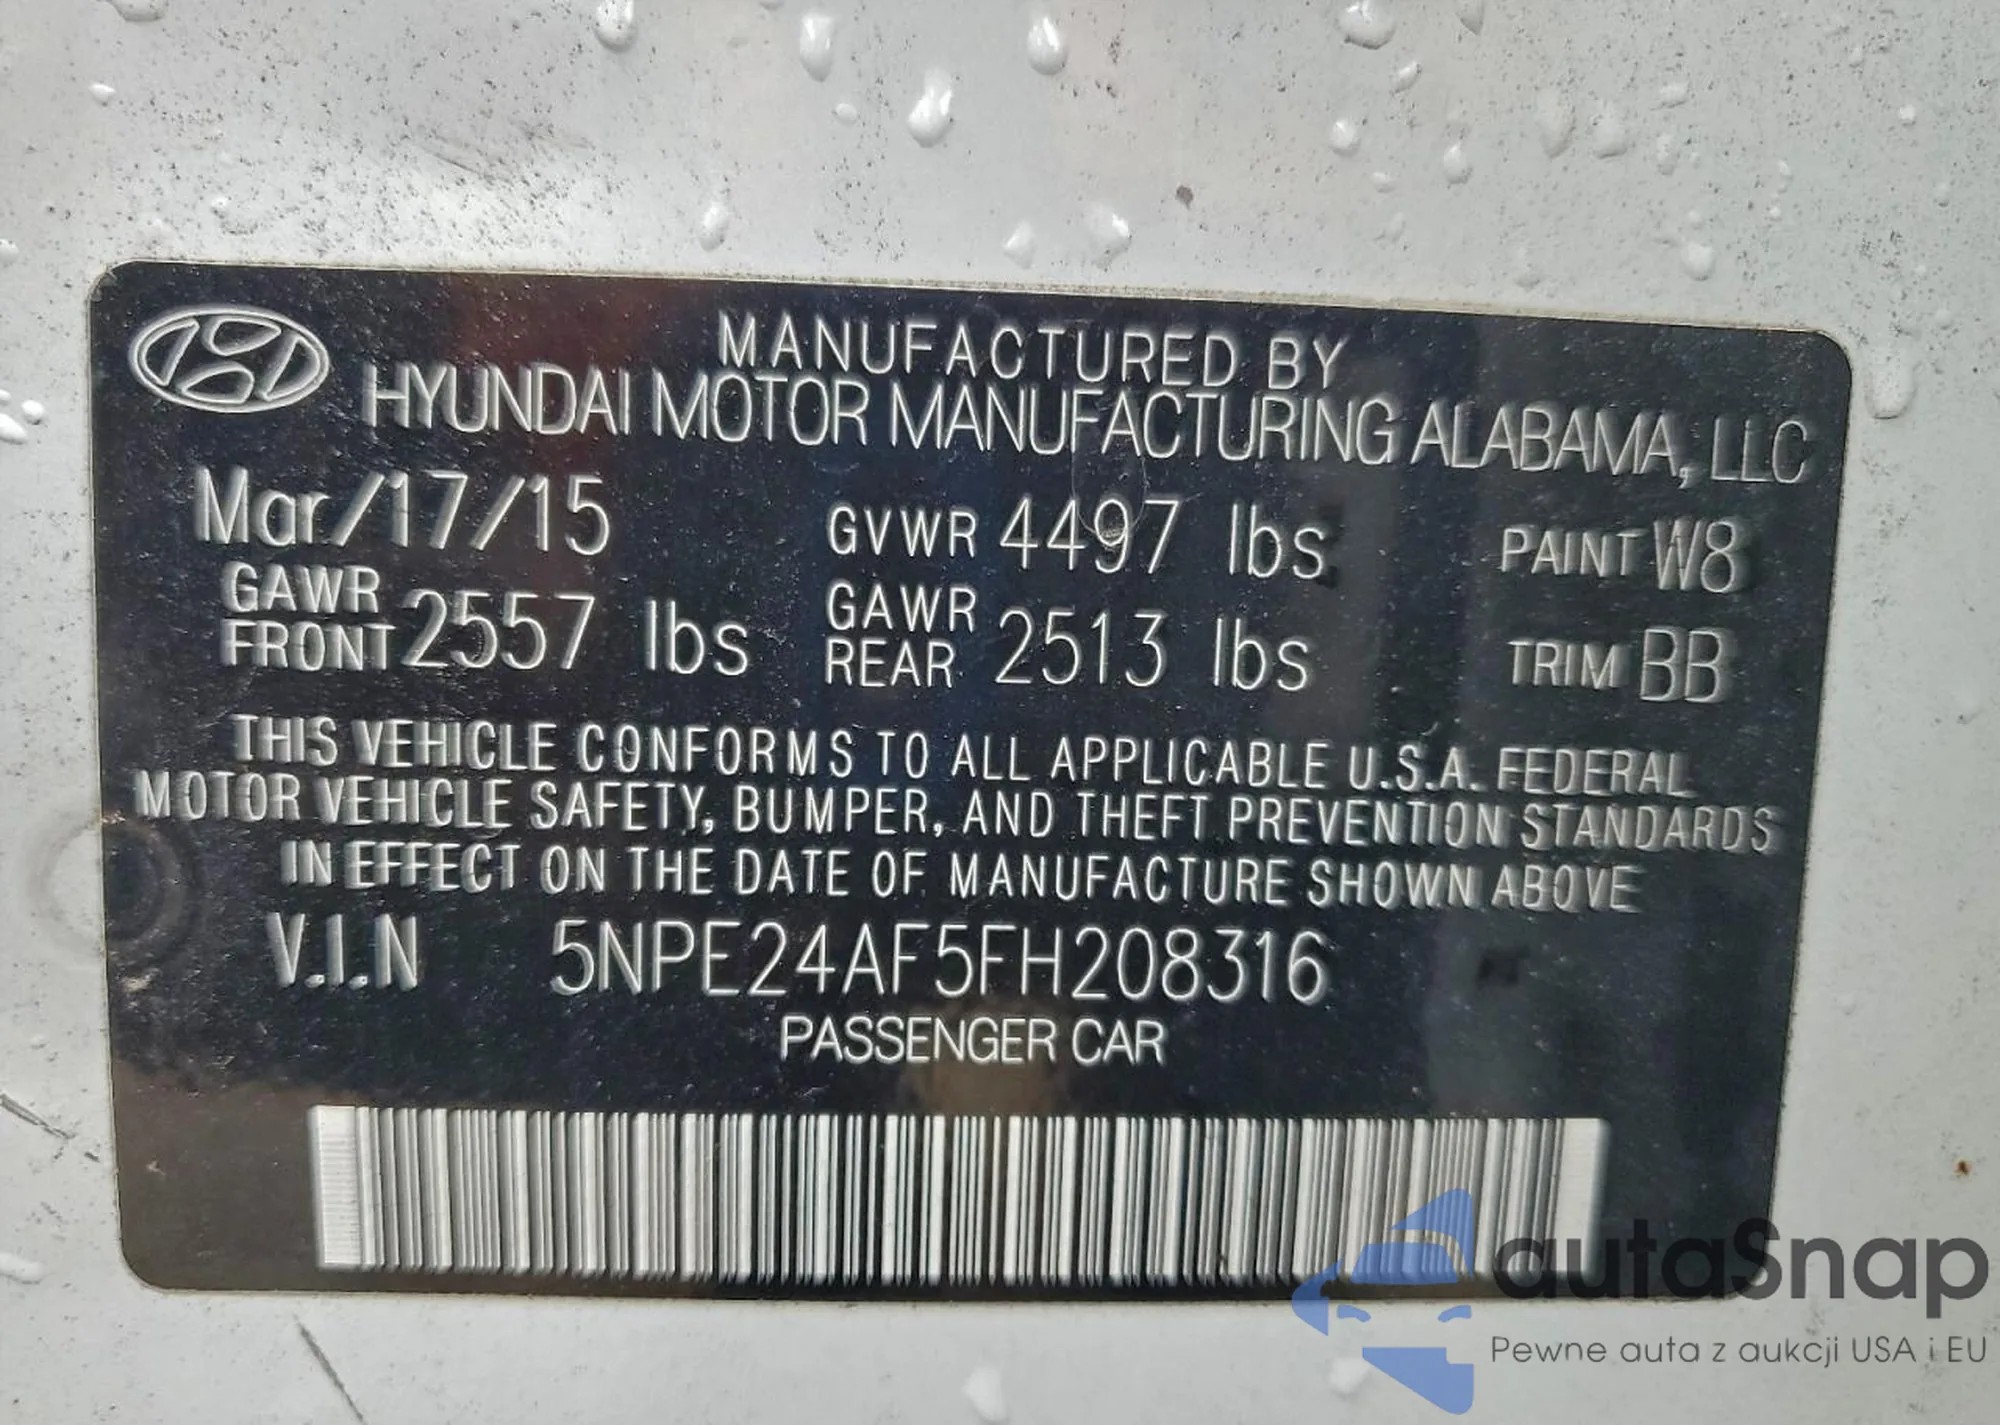 MANUFACTURED BY
HYUNDAI MOTOR MANUFACTURING ALABAMA, LLC
Mar/17/15 GVWR 4497 lbs PAINT W8
GAWR FRONT 2557 lbs GAWR REAR 2513 lbs TRIM BB
THIS VEHICLE CONFORMS TO ALL APPLICABLE U.S.A. FEDERAL
MOTOR VEHICLE SAFETY, BUMPER, AND THEFT PREVENTION STANDARDS
IN EFFECT ON THE DATE OF MANUFACTURE SHOWN ABOVE
V.I.N 5NPE24AF5FH208316
PASSENGER CAR
autaSnap
Pewne auta z aukcji USA i EU